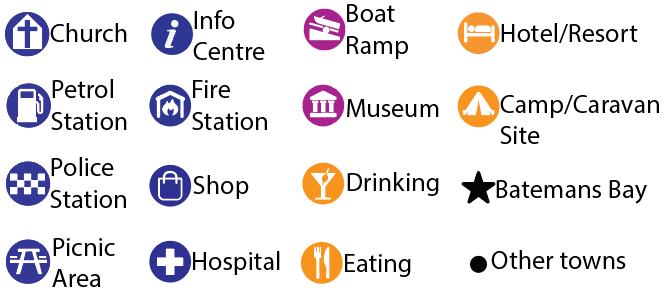 Church
Info
Centre
Boat
Ramp
Hotel/Resort
Petrol
Station
Fire
Station
Museum
Camp/Caravan
Site
Police
Station
Shop
Drinking
Batemans Bay
Picnic
Area
Hospital
Eating
Other towns